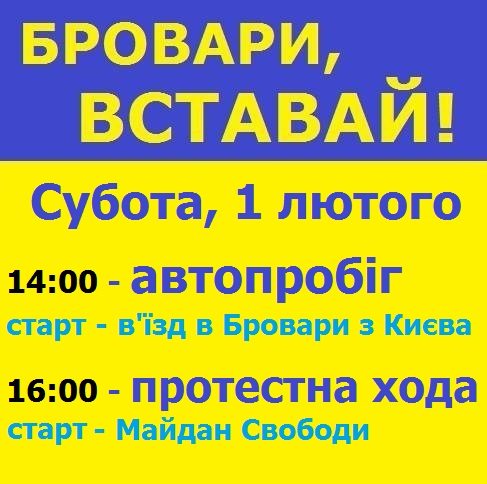 БРОВАРИ,
ВСТАВАЙ!
Субота, 1 лютого
14:00 - автопробіг
старт - в'їзд в Бровари з Києва
16:00 - протестна хода
старт - Майдан Свободи